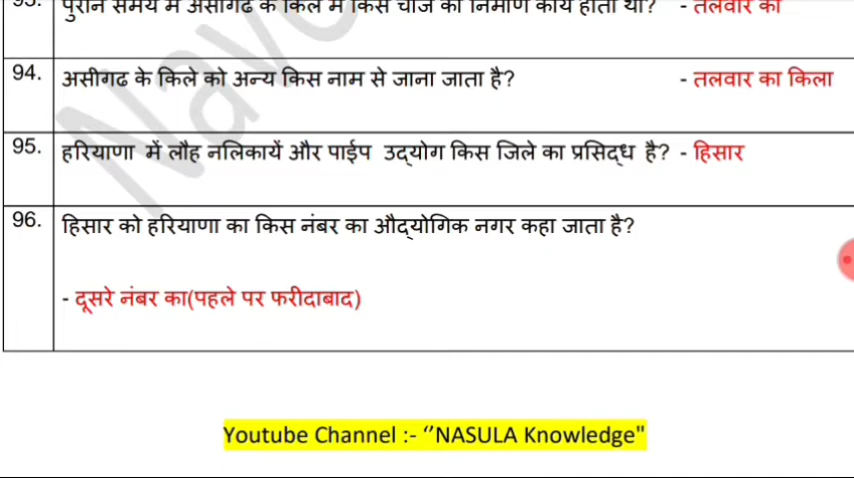 93. पुराने समय में असीगढ के किले में किस चीज का निर्माण कार्य होता था? - तलवार का
94. असीगढ के किले को अन्य किस नाम से जाना जाता है? - तलवार का किला
95. हरियाणा में लौह नलिकायें और पाईप उद्योग किस जिले का प्रसिद्ध है? - हिसार
96. हिसार को हरियाणा का किस नंबर का औद्योगिक नगर कहा जाता है?
- दूसरे नंबर का(पहले पर फरीदाबाद)
Youtube Channel :- ‘’NASULA Knowledge"